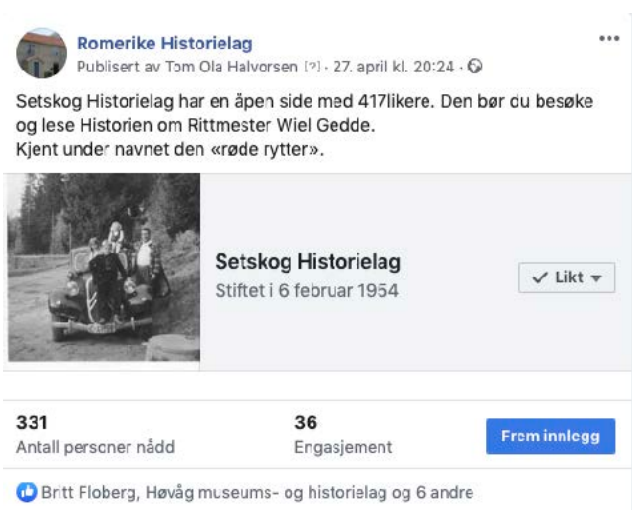 Romerike Historielag
Publisert av Tom Ola Halvorsen [?] · 27. april kl. 20:24 ·
Setskog Historielag har en åpen side med 417likere. Den bør du besøke
og lese Historien om Rittmester Wiel Gedde.
Kjent under navnet den «røde rytter».
Setskog Historielag
Stiftet i 6 februar 1954
Likt
331
Antall personer nådd
36
Engasjement
Frem innlegg
Britt Floberg, Høvåg museums- og historielag og 6 andre